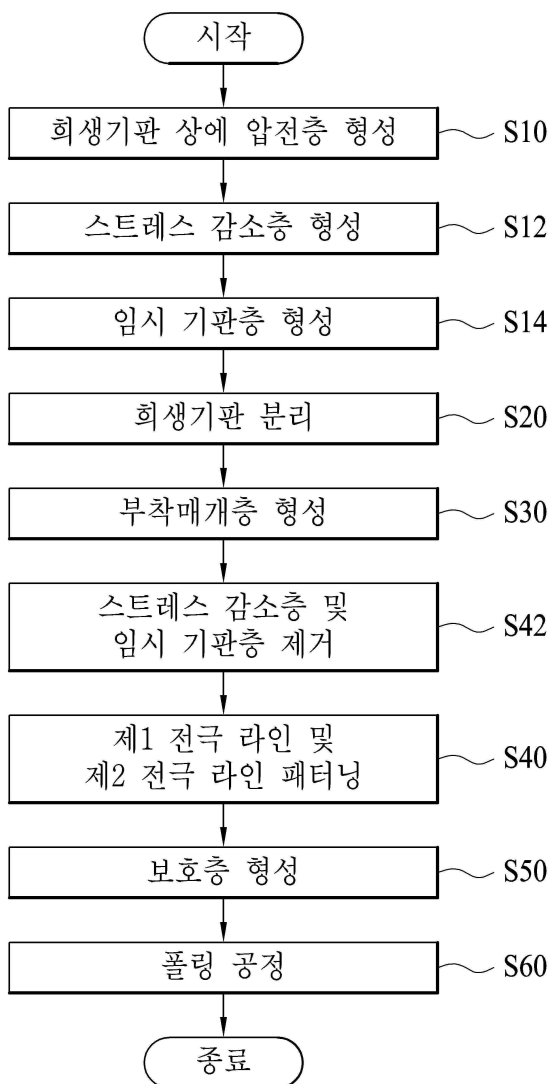 시작
희생기판 상에 압전층 형성
S10
스트레스 감소층 형성
S12
임시 기판층 형성
S14
희생기판 분리
S20
부착매개층 형성
S30
스트레스 감소층 및
임시 기판층 제거
S42
제1 전극 라인 및
제2 전극 라인 패터닝
S40
보호층 형성
S50
폴링 공정
S60
종료